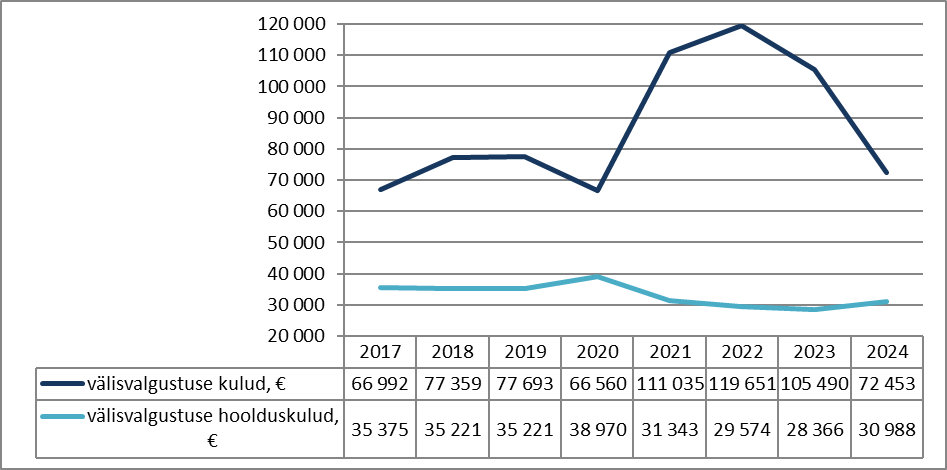 120 000
110 000
100 000
90 000
80 000
70 000
60 000
50 000
40 000
30 000
20 000
2017 2018 2019 2020 2021 2022 2023 2024
välisvalgustuse kulud, € 66 992 77 359 77 693 66 560 111 035 119 651 105 490 72 453
välisvalgustuse hoolduskulud,
€ 35 375 35 221 35 221 38 970 31 343 29 574 28 366 30 988